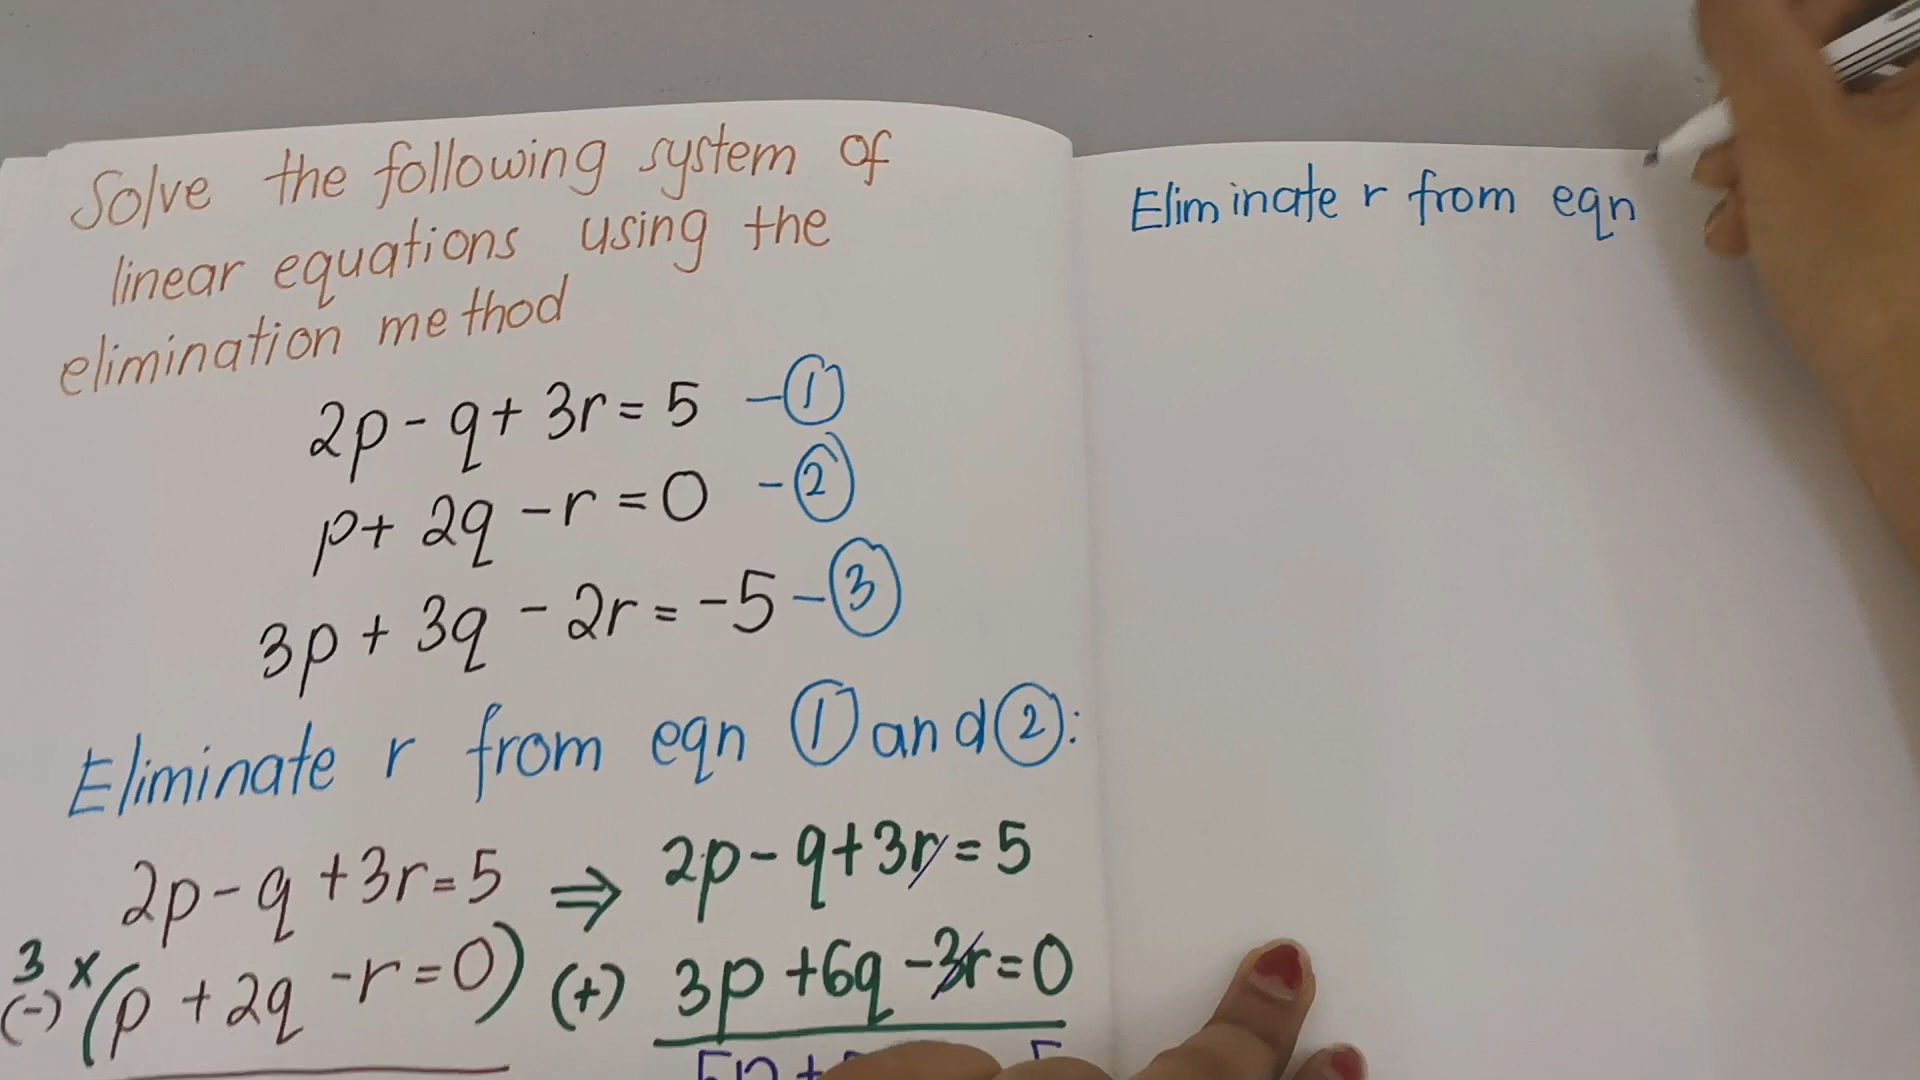 Solve the following system of
linear equations using the
elimination method
2p - q + 3r = 5 - ①
p + 2q - r = 0 - ②
3p + 3q - 2r = -5 - ③
Eliminate r from eqn ① and ②:
2p - q + 3r = 5 ⇒ 2p - q + 3r = 5
3 × (-) (p + 2q - r = 0) (+) 3p + 6q - 3r = 0
Eliminate r from eqn